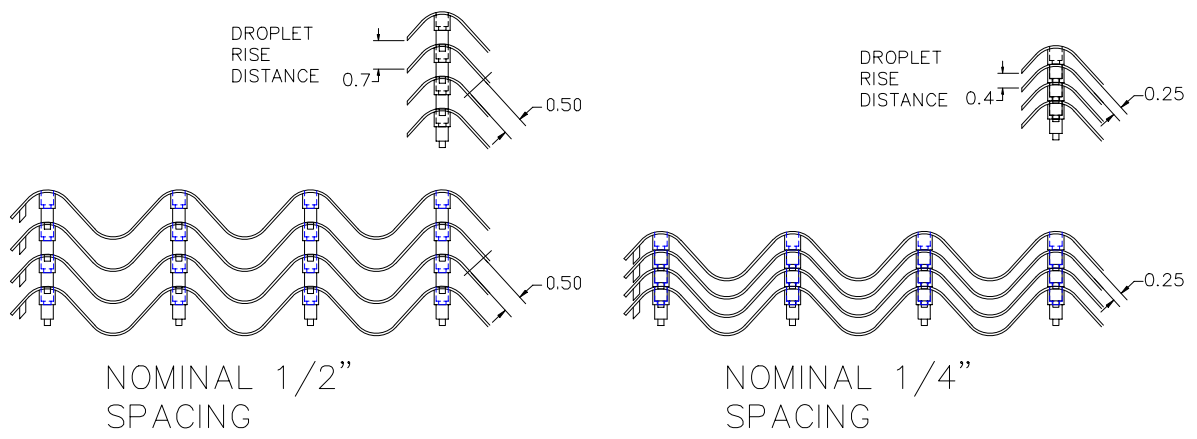 DROPLET
RISE
DISTANCE 0.7
0.50
DROPLET
RISE
DISTANCE 0.4
0.25
0.50
0.25
NOMINAL 1/2”
SPACING
NOMINAL 1/4”
SPACING